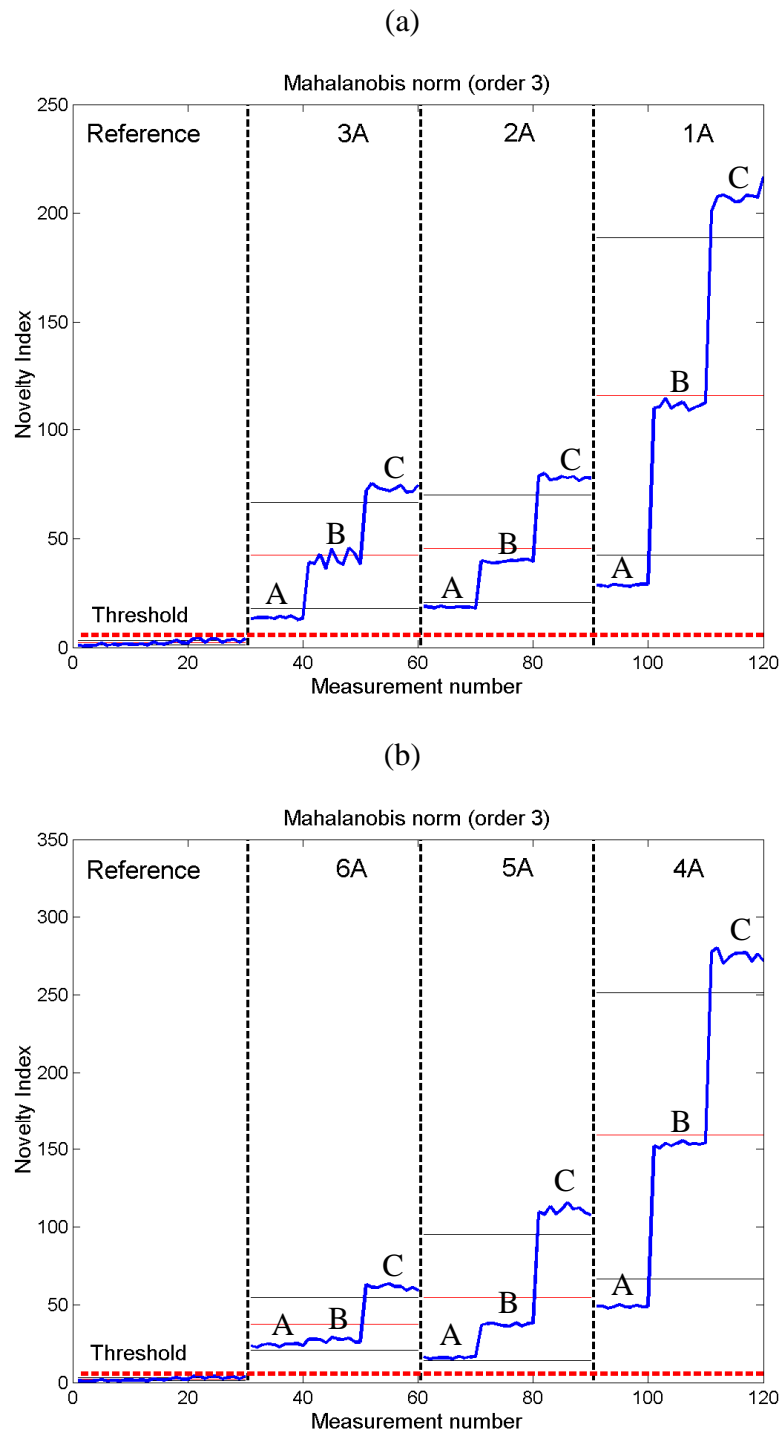 (a)
Mahalanobis norm (order 3)
250
200
150
100
50
0
Novelty Index
Reference 3A 2A 1A
A B C
A B C
A B C
Threshold
0 20 40 60 80 100 120
Measurement number
(b)
Mahalanobis norm (order 3)
350
300
250
200
150
100
50
0
Novelty Index
Reference 6A 5A 4A
A B C
A B C
A B C
Threshold
0 20 40 60 80 100 120
Measurement number